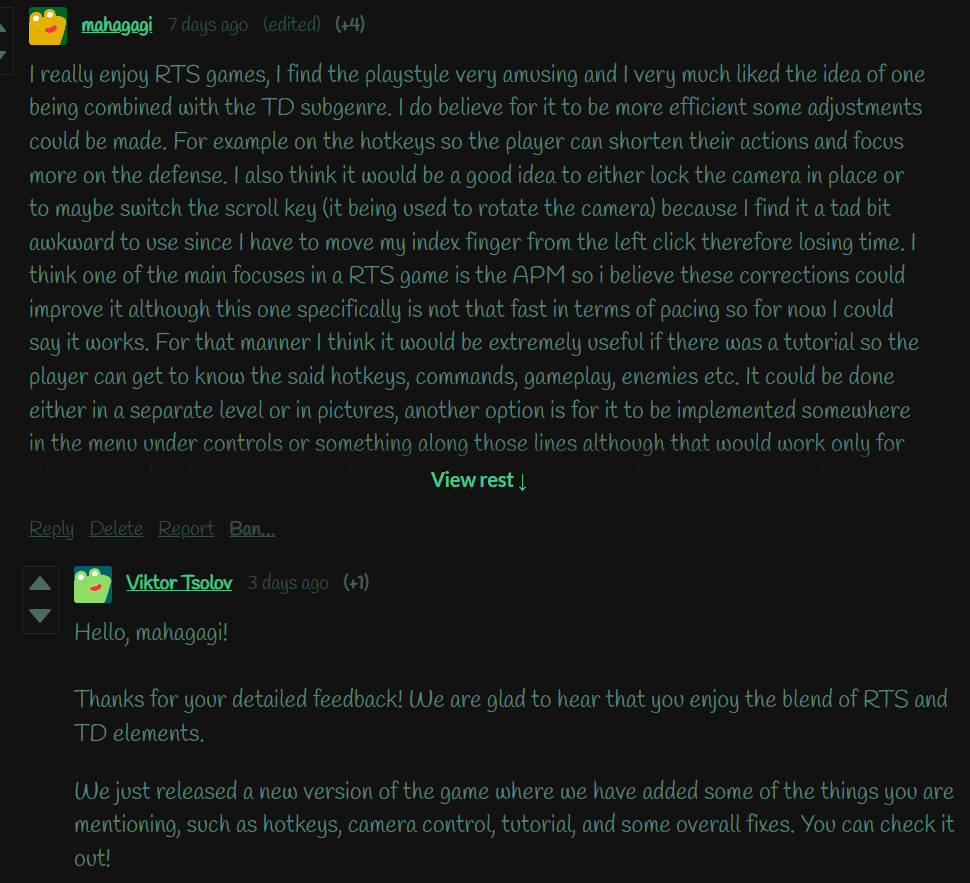 mahagagi 7 days ago (edited) (+4)
I really enjoy RTS games, I find the playstyle very amusing and I very much liked the idea of one
being combined with the TD subgenre. I do believe for it to be more efficient some adjustments
could be made. For example on the hotkeys so the player can shorten their actions and focus
more on the defense. I also think it would be a good idea to either lock the camera in place or
to maybe switch the scroll key (it being used to rotate the camera) because I find it a tad bit
awkward to use since I have to move my index finger from the left click therefore losing time. I
think one of the main focuses in a RTS game is the APM so i believe these corrections could
improve it although this one specifically is not that fast in terms of pacing so for now I could
say it works. For that manner I think it would be extremely useful if there was a tutorial so the
player can get to know the said hotkeys, commands, gameplay, enemies etc. It could be done
either in a separate level or in pictures, another option is for it to be implemented somewhere
in the menu under controls or something along those lines although that would work only for
View rest ↓
Reply Delete Report Ban...
Viktor Tsolov 3 days ago (+1)
Hello, mahagagi!
Thanks for your detailed feedback! We are glad to hear that you enjoy the blend of RTS and
TD elements.
We just released a new version of the game where we have added some of the things you are
mentioning, such as hotkeys, camera control, tutorial, and some overall fixes. You can check it
out!